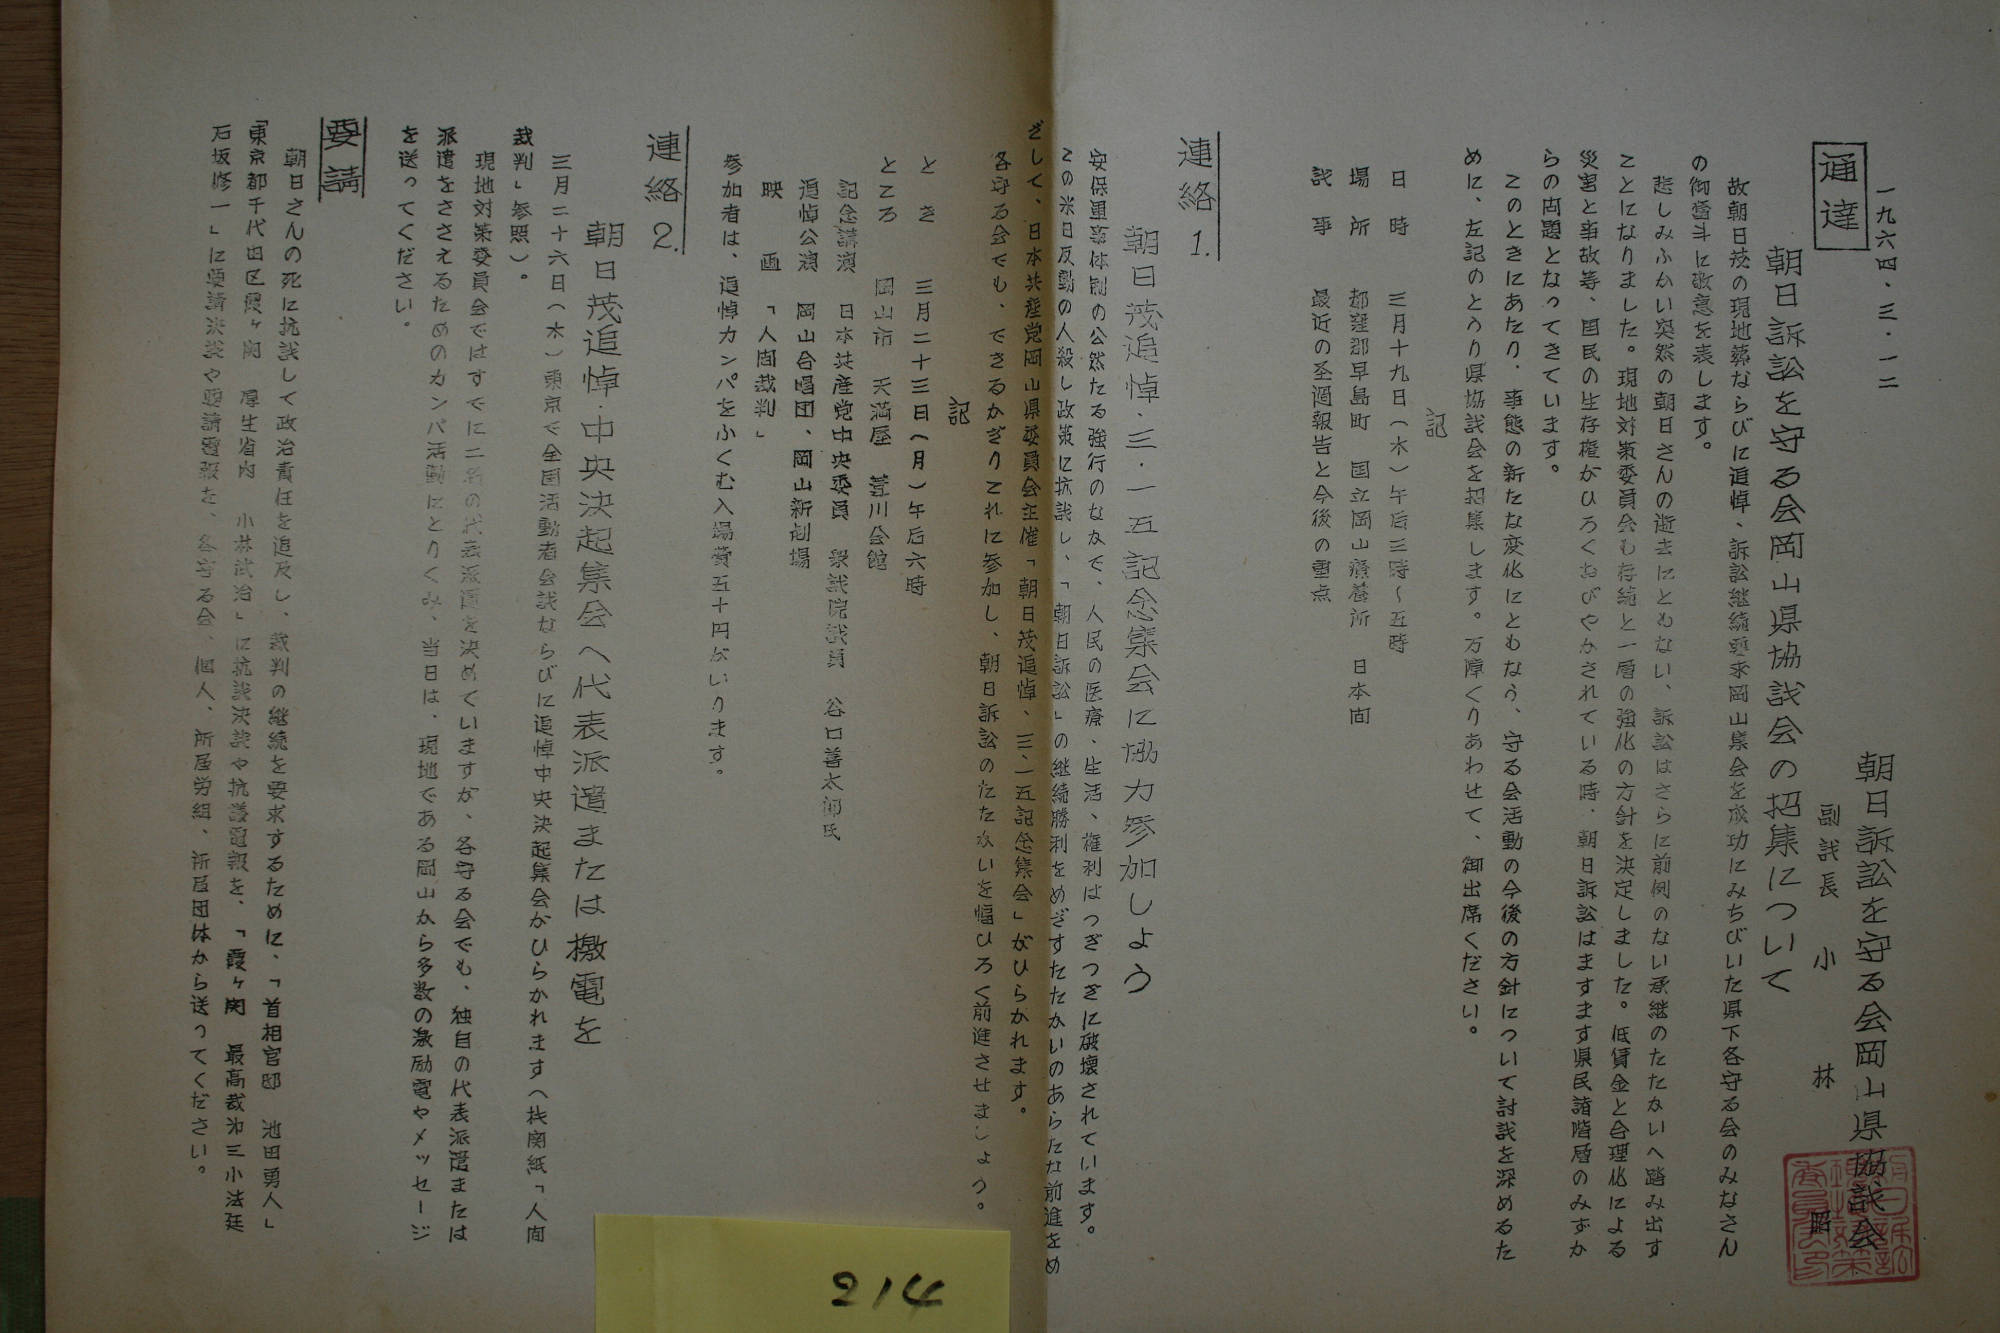 一九六四・三・一二
通達
朝日訴訟を守る会岡山県協議会
副議長 小林 昭
朝日訴訟を守る会岡山県協議会の招集について
故朝日茂の現地葬ならびに追悼、訴訟継続要求岡山集会を成功にみちびいた県下各守る会のみなさん
の御奮斗に敬意を表します。
悲しみふかい突然の朝日さんの逝去にともない、訴訟はさらに前例のない承継のたたかいへ踏み出す
ことになりました。現地対策委員会も存続と一層の強化の方針を決定しました。低賃金と合理化による
災害と事故等、国民の生存権がひろくおびやかされている時、朝日訴訟はますます県民諸階層のみずか
らの問題となってきています。
このときにあたり、事態の新たな変化にともなう、守る会活動の今後の方針について討議を深めるた
めに、左記のとうり県協議会を招集します。万障くりあわせて、御出席ください。
記
日 時 三月十九日(木)午后三時~五時
場 所 都窪郡早島町 国立岡山療養所 日本間
議 事 最近の圣過報告と今後の重点
連絡1.
朝日茂追悼・三・一五記念集会に協力参加しよう
安保軍事体制の公然たる強行のなかで、人民の医療、生活、権利はつぎつぎに破壊されています。
この米日反動の人殺し政策に抗議し、「朝日訴訟」の継続勝利をめざすたたかいのあらたな前進をめ
ざして、日本共産党岡山県委員会主催「朝日茂追悼、三・一五記念集会」がひらかれます。
各守る会でも、できるかぎりこれに参加し、朝日訴訟のたたかいを幅ひろく前進させましょう。
記
と き 三月二十三日(月)午后六時
ところ 岡山市 天満屋 葦川会館
記念講演 日本共産党中央委員 衆議院議員 谷口善太郎氏
追悼公演 岡山合唱団、岡山新劇場
映 画 「人間裁判」
参加者は、追悼カンパをふくむ入場費五十円がいります。
連絡2.
朝日茂追悼・中央決起集会へ代表派遣または檄電を
三月二十六日(木)東京で全国活動者会議ならびに追悼中央決起集会がひらかれます(機関紙「人間
裁判」参照)。
現地対策委員会ではすでに二名の代表派遣を決めていますが、各守る会でも、独自の代表派遣または
派遣をささえるためのカンパ活動にとりくみ、当日は、現地である岡山から多数の激励電やメッセージ
を送ってください。
要請
朝日さんの死に抗議して政治責任を追及し、裁判の継続を要求するために、「首相官邸 池田勇人」
「東京都千代田区霞ヶ関 厚生省内 小林武治」に抗議決議や抗議電報を、「霞ヶ関 最高裁第三小法廷
石坂修一」に要請決議や要請電報を、各守る会、個人、所属労組、所属団体から送ってください。
214